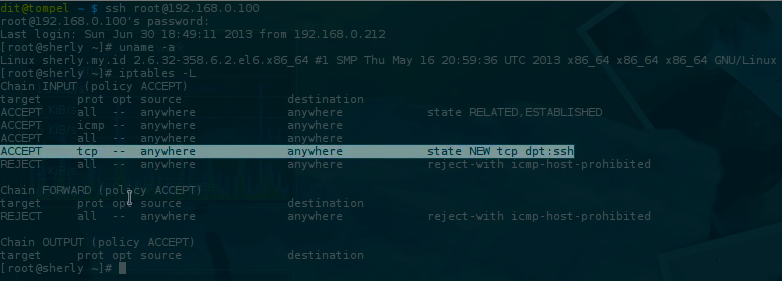 dit@tompel ~ $ ssh root@192.168.0.100
root@192.168.0.100's password:
Last login: Sun Jun 30 18:49:11 2013 from 192.168.0.212
[root@sherly ~]# uname -a
Linux sherly.my.id 2.6.32-358.6.2.el6.x86_64 #1 SMP Thu May 16 20:59:36 UTC 2013 x86_64 x86_64 x86_64 GNU/Linux
[root@sherly ~]# iptables -L
Chain INPUT (policy ACCEPT)
target     prot opt source               destination
ACCEPT     all  --  anywhere             anywhere            state RELATED,ESTABLISHED
ACCEPT     icmp --  anywhere             anywhere
ACCEPT     all  --  anywhere             anywhere
ACCEPT     tcp  --  anywhere             anywhere            state NEW tcp dpt:ssh
REJECT     all  --  anywhere             anywhere            reject-with icmp-host-prohibited
Chain FORWARD (policy ACCEPT)
target     prot opt source               destination
REJECT     all  --  anywhere             anywhere            reject-with icmp-host-prohibited
Chain OUTPUT (policy ACCEPT)
target     prot opt source               destination
[root@sherly ~]#